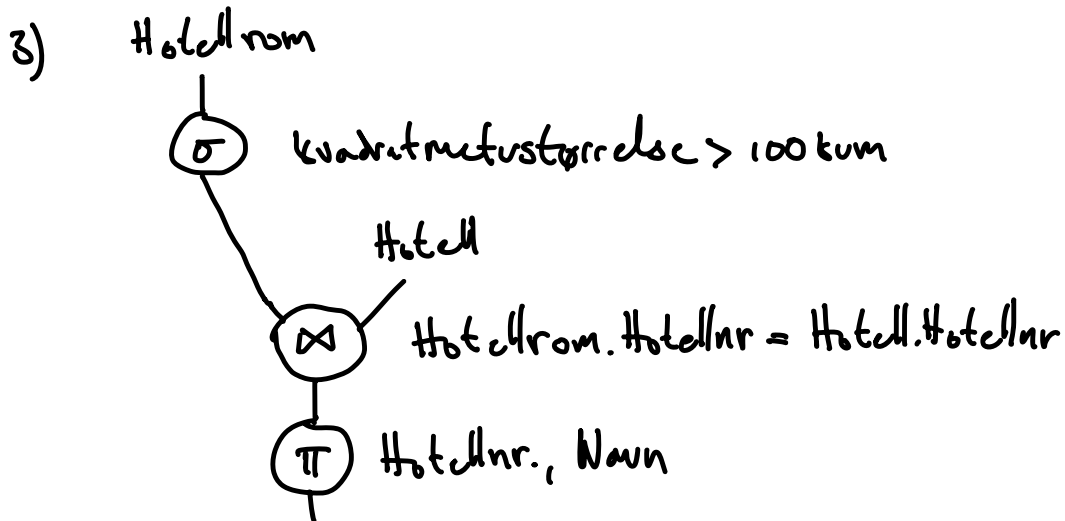 3) Hotellrom
σ kvadratmeterstørrelse > 100 kvm
Hotell
⋈ Hotellrom.Hotellnr = Hotell.Hotellnr
π Hotellnr., Navn